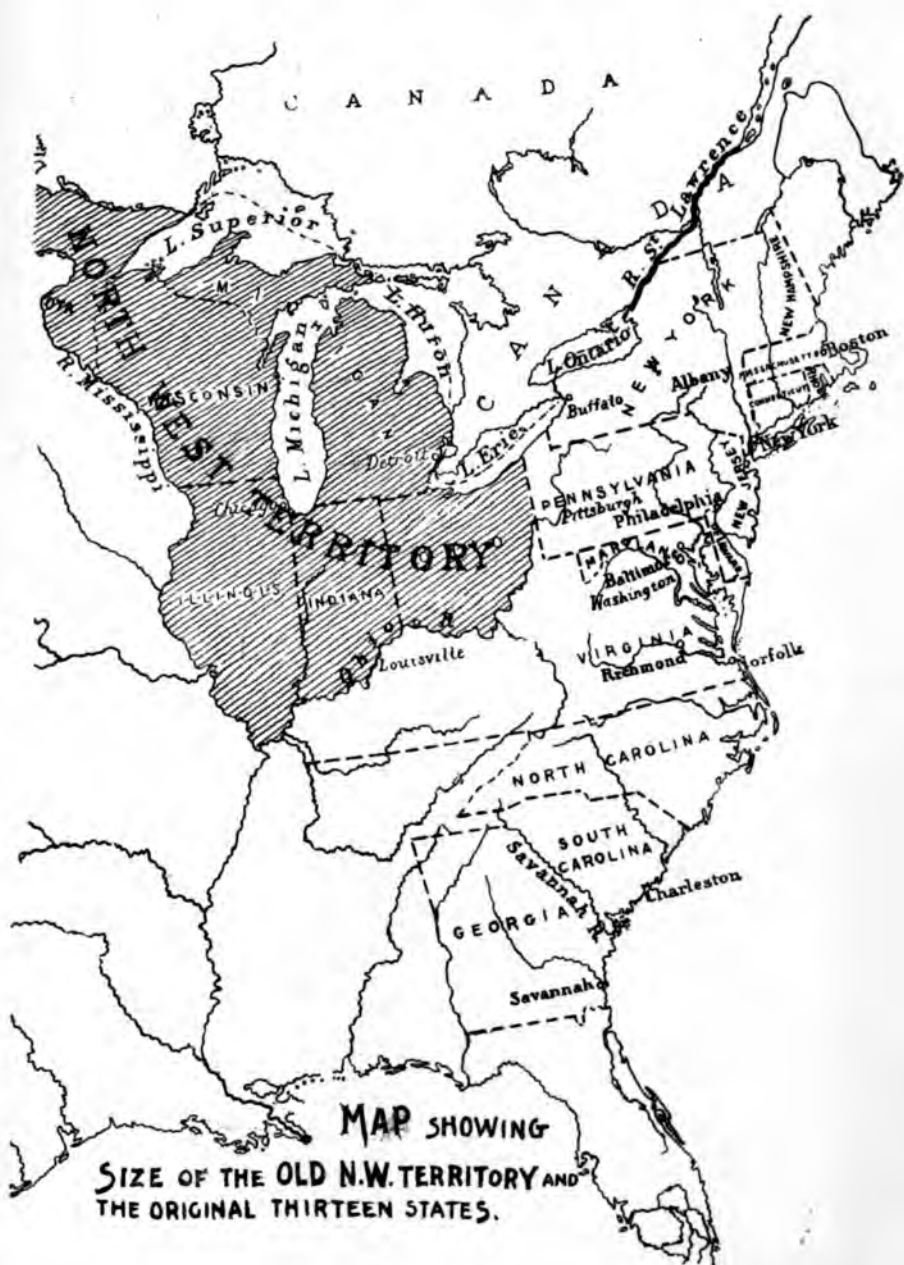 CANADA
R. St. Lawrence
L. Superior
NORTH
WEST
TERRITORY
MICHIGAN
L. Huron
CANADA
L. Ontario
NEW YORK
NEW HAMPSHIRE
Boston
MASSACHUSETTS
Albany
CONNECTICUT
WISCONSIN
L. Michigan
R. Mississippi
Buffalo
L. Erie
Detroit
New York
PENNSYLVANIA
Pittsburgh
Philadelphia
NEW JERSEY
Chicago
MARYLAND
Baltimore
Washington
OHIO
ILLINOIS
INDIANA
VIRGINIA
Ohio R
Louisville
Richmond
Norfolk
NORTH CAROLINA
SOUTH
CAROLINA
Savannah R
Charleston
GEORGIA
Savannah
MAP SHOWING
SIZE OF THE OLD N.W. TERRITORY AND
THE ORIGINAL THIRTEEN STATES.